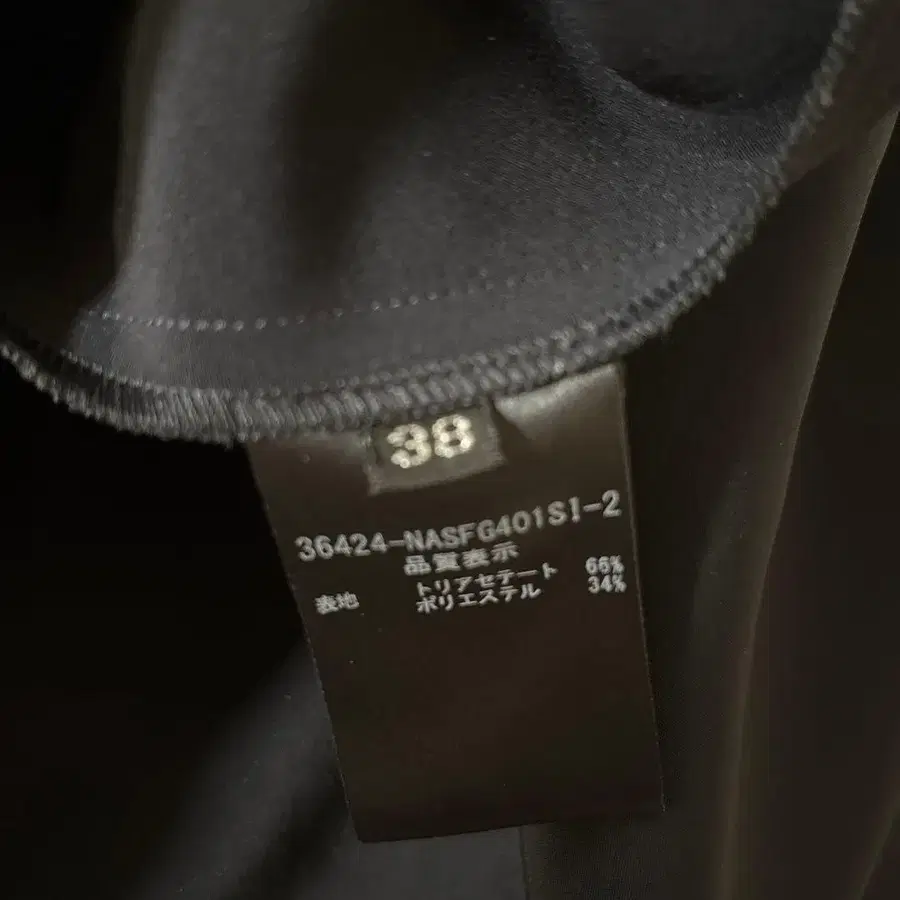 38
36424-NASFG401S!-2
品質表示
表地 トリアセテート 66%
ポリエステル 34%